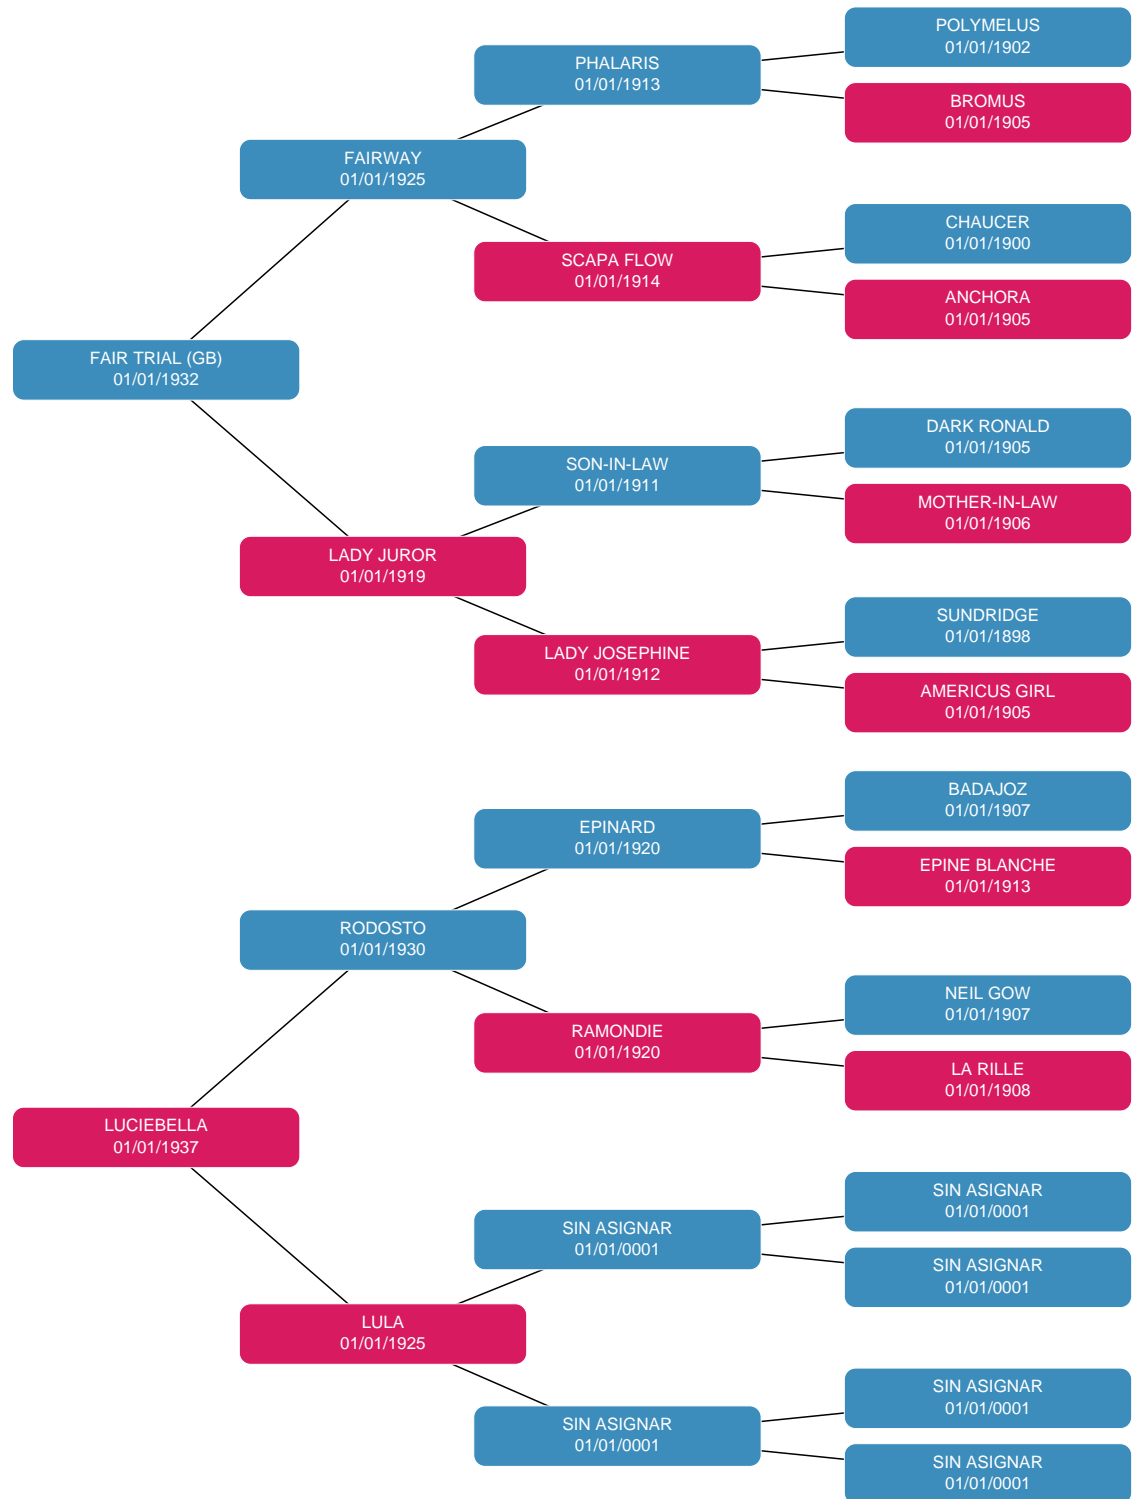 POLYMELUS
01/01/1902
PHALARIS
01/01/1913
BROMUS
01/01/1905
FAIRWAY
01/01/1925
CHAUCER
01/01/1900
SCAPA FLOW
01/01/1914
ANCHORA
01/01/1905
FAIR TRIAL (GB)
01/01/1932
DARK RONALD
01/01/1905
SON-IN-LAW
01/01/1911
MOTHER-IN-LAW
01/01/1906
LADY JUROR
01/01/1919
SUNDRIDGE
01/01/1898
LADY JOSEPHINE
01/01/1912
AMERICUS GIRL
01/01/1905
BADAJOZ
01/01/1907
EPINARD
01/01/1920
EPINE BLANCHE
01/01/1913
RODOSTO
01/01/1930
NEIL GOW
01/01/1907
RAMONDIE
01/01/1920
LA RILLE
01/01/1908
LUCIEBELLA
01/01/1937
SIN ASIGNAR
01/01/0001
SIN ASIGNAR
01/01/0001
SIN ASIGNAR
01/01/0001
LULA
01/01/1925
SIN ASIGNAR
01/01/0001
SIN ASIGNAR
01/01/0001
SIN ASIGNAR
01/01/0001